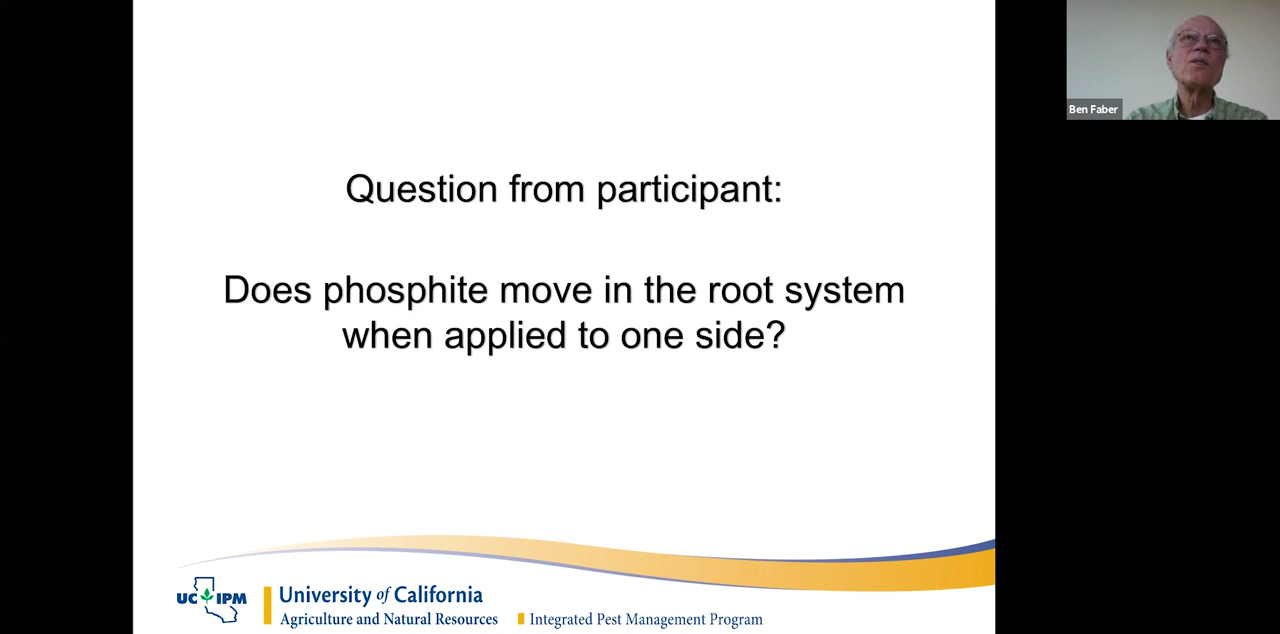 Ben Faber
Question from participant:
Does phosphite move in the root system
when applied to one side?
UC IPM
University of California
Agriculture and Natural Resources
Integrated Pest Management Program